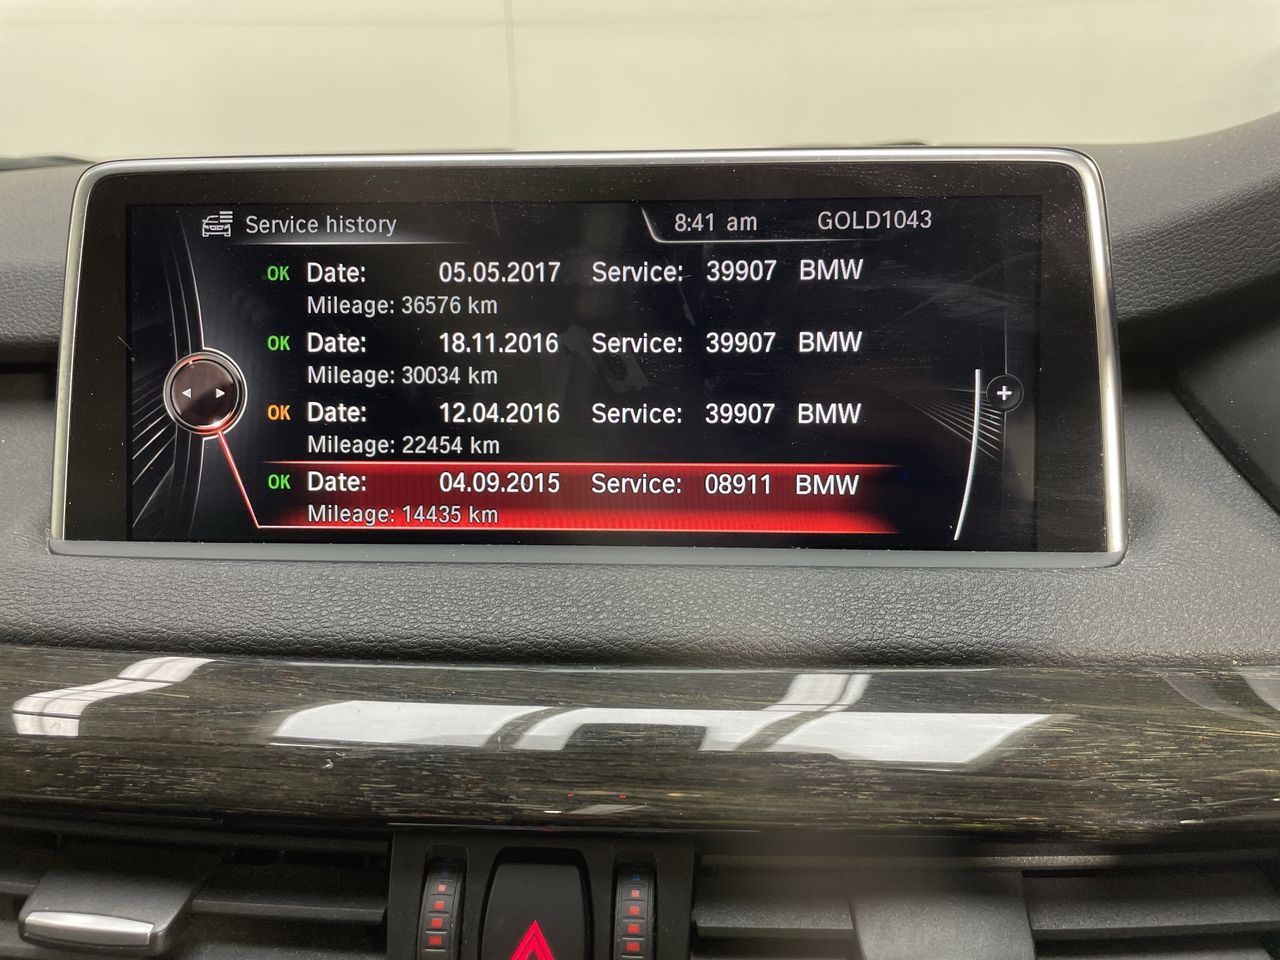 Service history 8:41 am GOLD1043
OK Date: 05.05.2017 Service: 39907 BMW
Mileage: 36576 km
OK Date: 18.11.2016 Service: 39907 BMW
Mileage: 30034 km
OK Date: 12.04.2016 Service: 39907 BMW
Mileage: 22454 km
OK Date: 04.09.2015 Service: 08911 BMW
Mileage: 14435 km